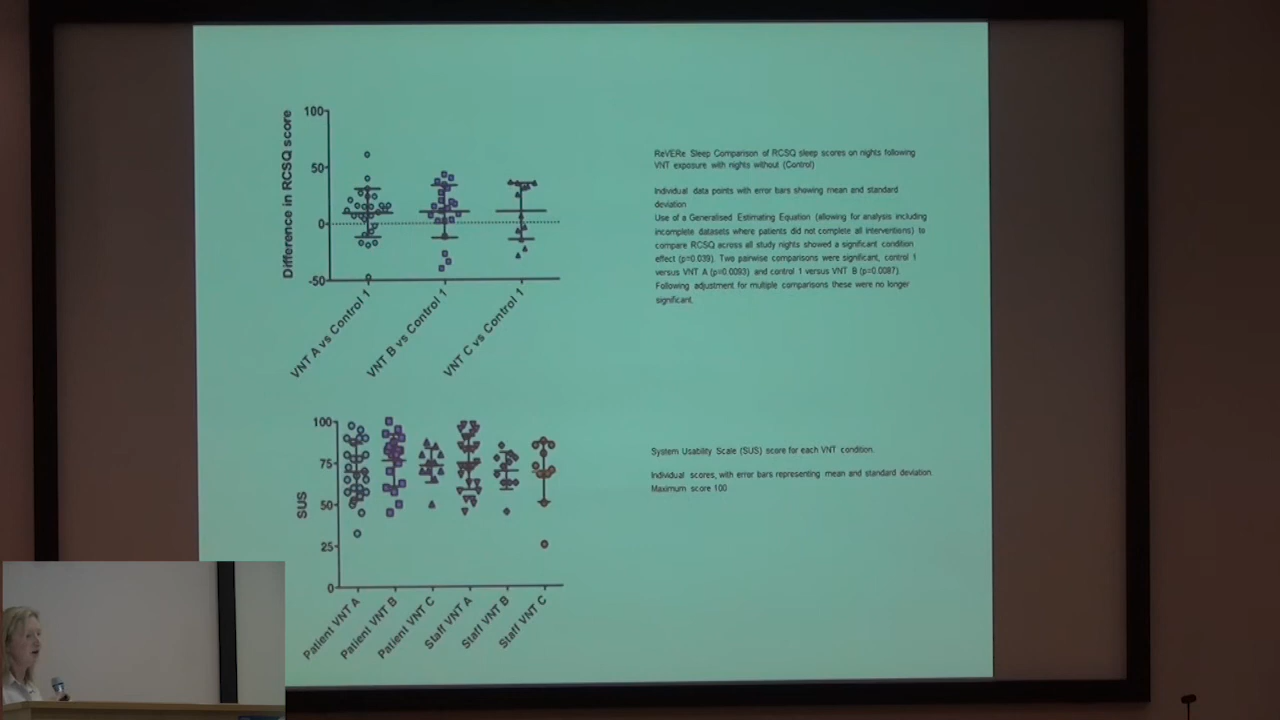 Difference in RCSQ score
100
50
0
-50
VNT A vs Control 1
VNT B vs Control 1
VNT C vs Control 1
ReVERe Sleep Comparison of RCSQ sleep scores on nights following
VNT exposure with nights without (Control)
Individual data points with error bars showing mean and standard
deviation
Use of a Generalised Estimating Equation (allowing for analysis including
incomplete datasets where patients did not complete all interventions) to
compare RCSQ across all study nights showed a significant condition
effect (p=0.039). Two pairwise comparisons were significant, control 1
versus VNT A (p=0.0093) and control 1 versus VNT B (p=0.0087).
Following adjustment for multiple comparisons these were no longer
significant.
SUS
100
75
50
25
0
Patient VNT A
Patient VNT B
Patient VNT C
Staff VNT A
Staff VNT B
Staff VNT C
System Usability Scale (SUS) score for each VNT condition.
Individual scores, with error bars representing mean and standard deviation.
Maximum score 100